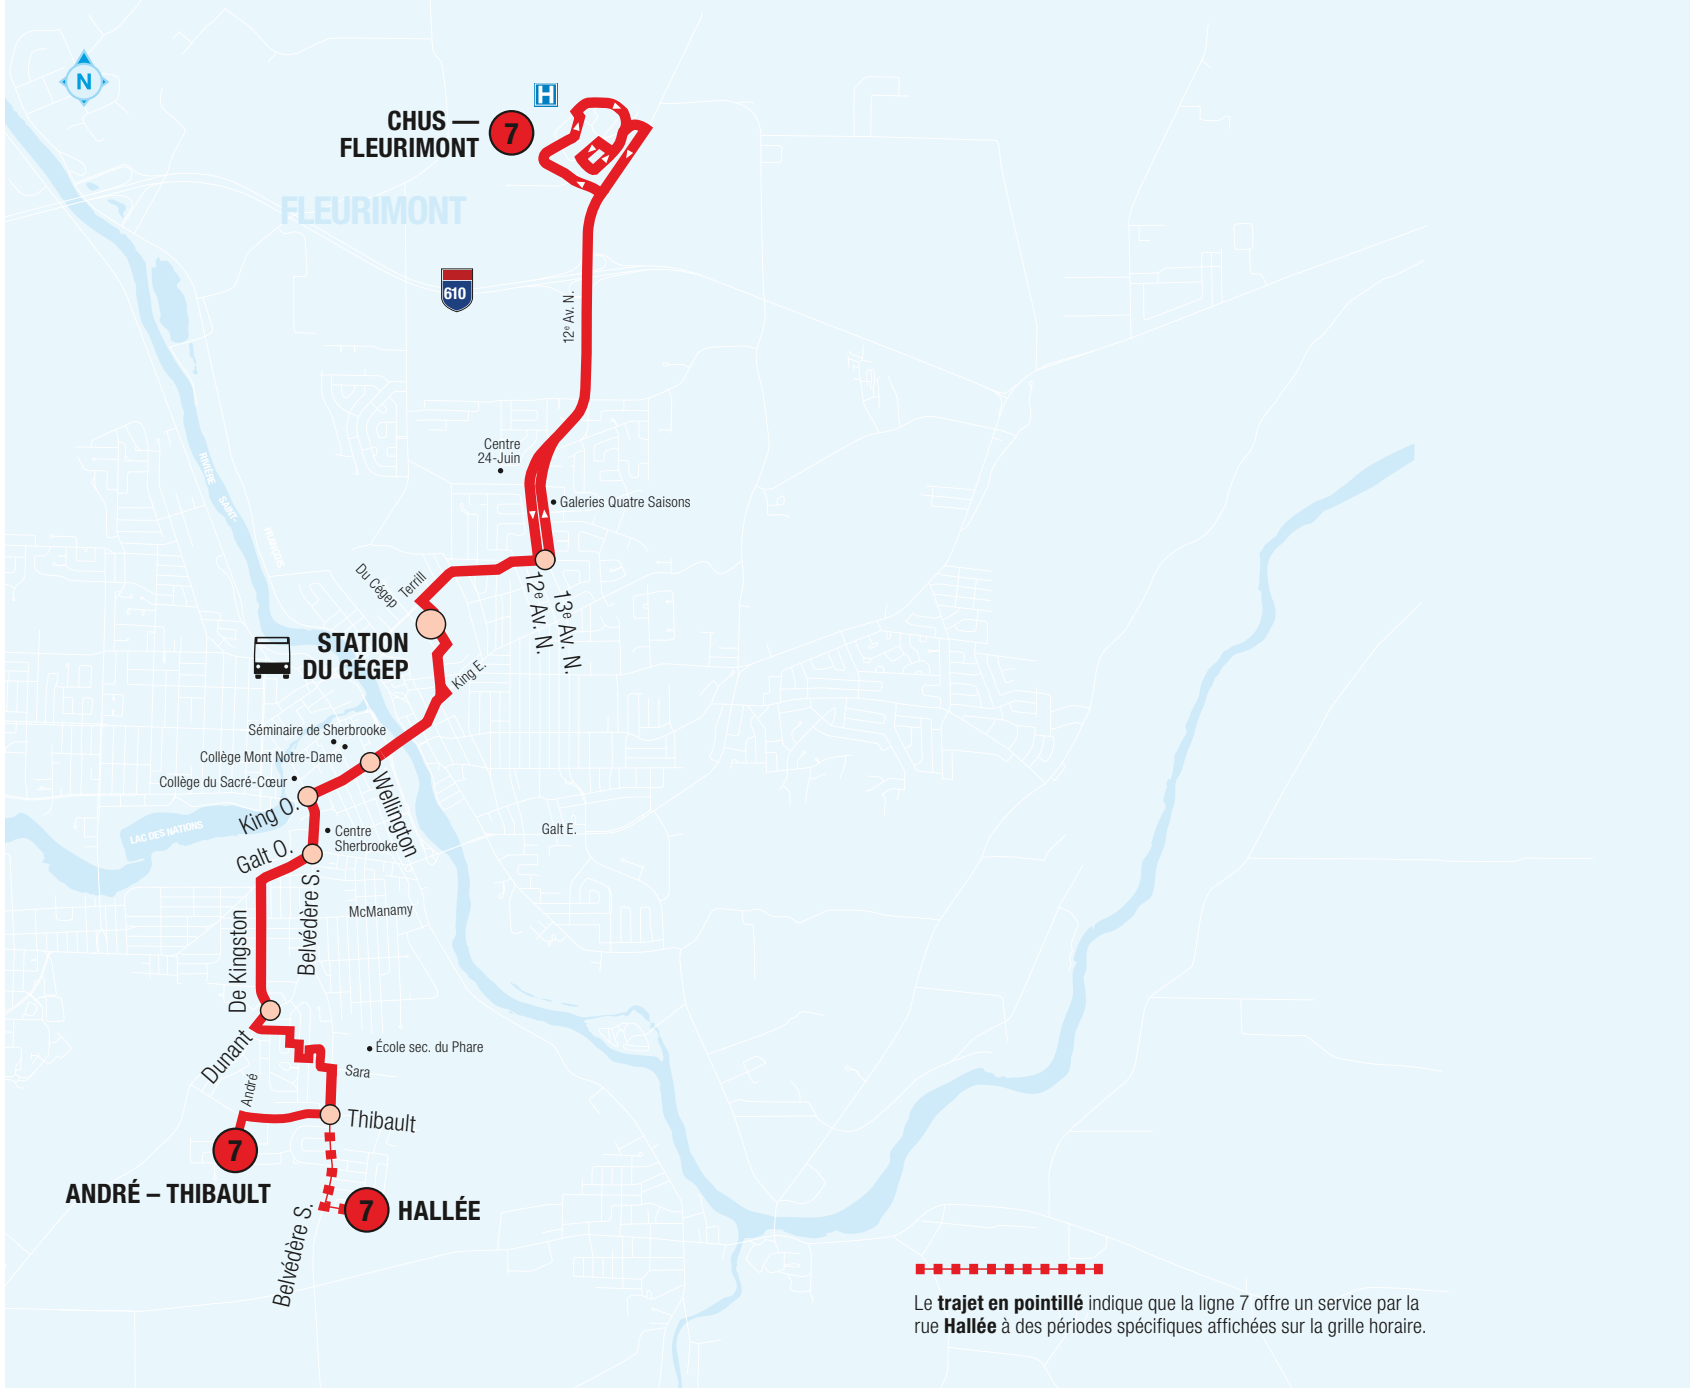 N
CHUS —
FLEURIMONT
7
H
FLEURIMONT
610
12e Av. N.
Centre
24-Juin
Galeries Quatre Saisons
RIVIÈRE SAINT-FRANÇOIS
Du Cégep
Terrill
12e Av. N.
13e Av. N.
STATION
DU CÉGEP
King E.
Séminaire de Sherbrooke
Collège Mont Notre-Dame
Collège du Sacré-Cœur
Wellington
King O.
LAC DES NATIONS
Centre
Sherbrooke
Galt E.
Galt O.
Belvédère S.
McManamy
De Kingston
Dunant
École sec. du Phare
Sara
André
Thibault
7
ANDRÉ – THIBAULT
7
HALLÉE
Belvédère S.
Le trajet en pointillé indique que la ligne 7 offre un service par la
rue Hallée à des périodes spécifiques affichées sur la grille horaire.